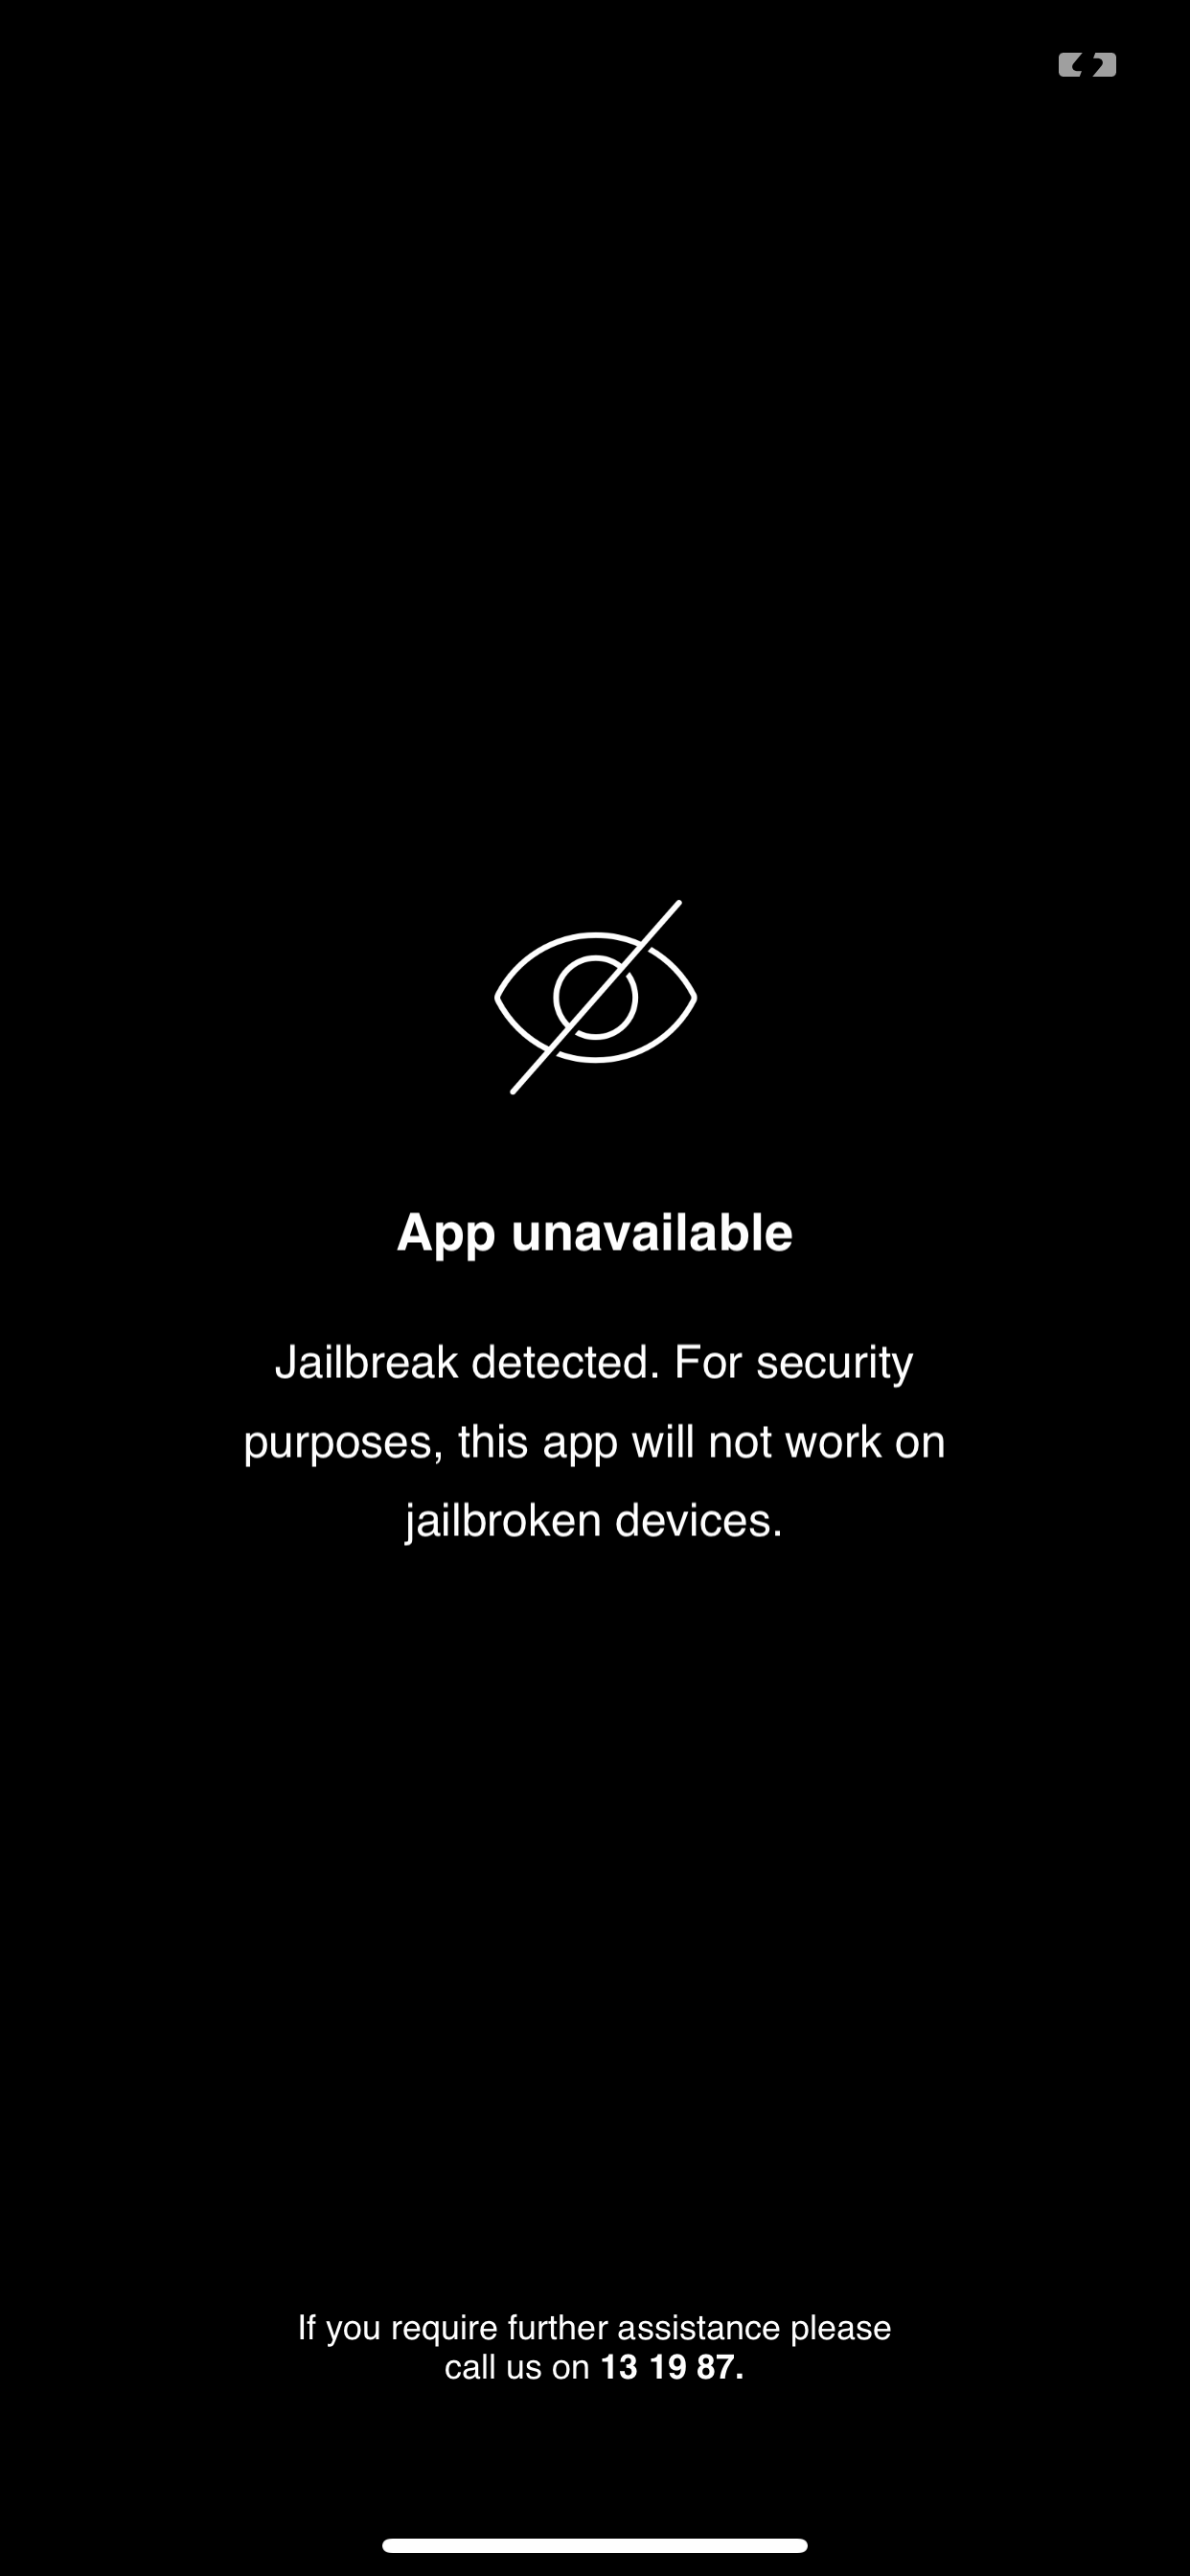 App unavailable
Jailbreak detected. For security
purposes, this app will not work on
jailbroken devices.
If you require further assistance please
call us on 13 19 87.